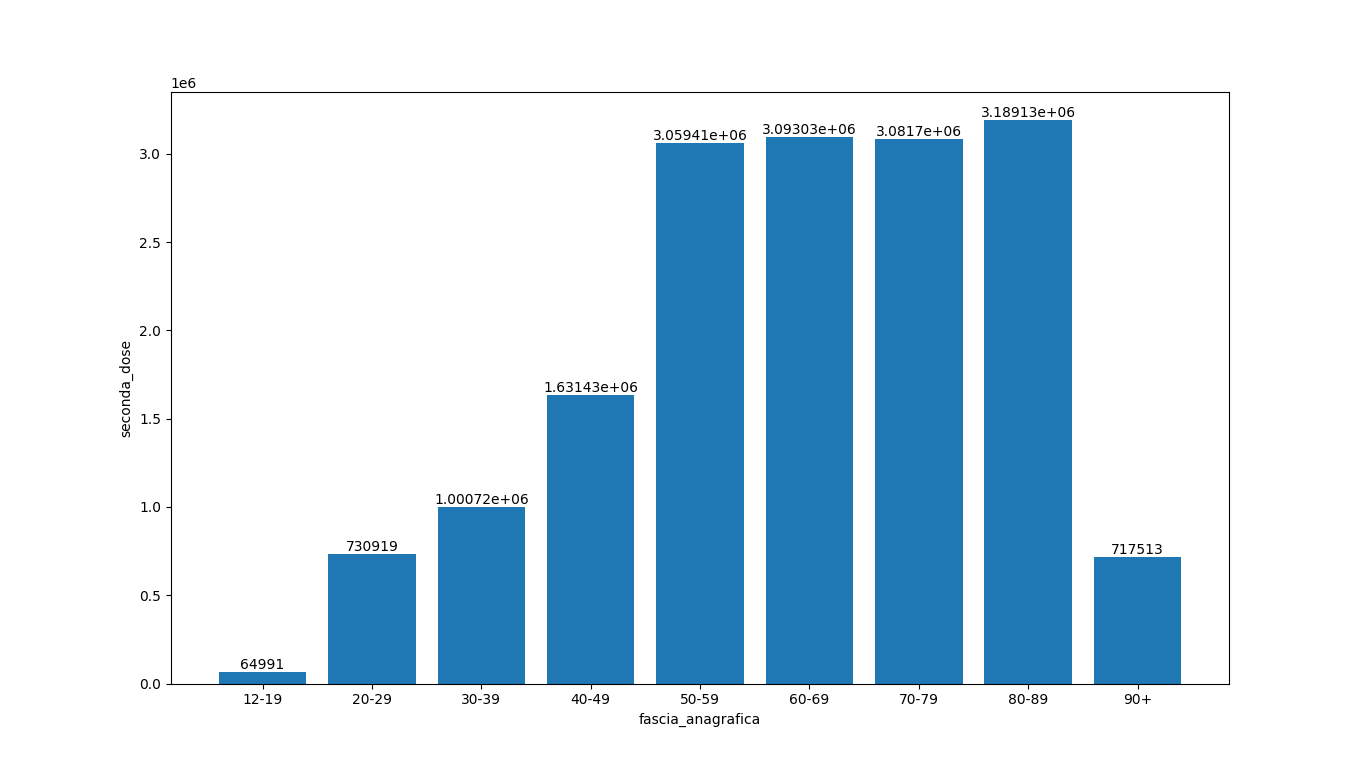 1e6
3.18913e+06
3.05941e+06 3.09303e+06 3.0817e+06
3.0
2.5
2.0
1.63143e+06
1.5
1.00072e+06
1.0
730919
717513
0.5
64991
0.0
12-19 20-29 30-39 40-49 50-59 60-69 70-79 80-89 90+
fascia_anagrafica
seconda_dose